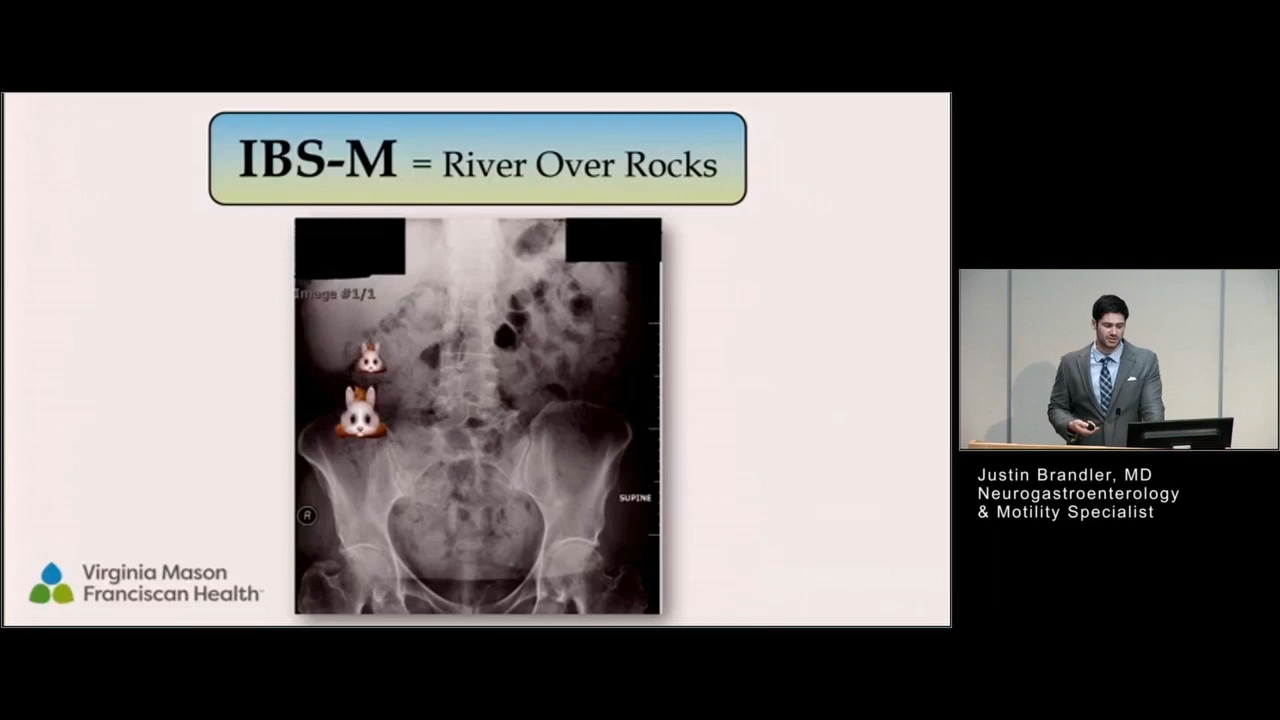 IBS-M = River Over Rocks
Image #1/1
SUPINE
R
Virginia Mason
Franciscan Health
Justin Brandler, MD
Neurogastroenterology
& Motility Specialist